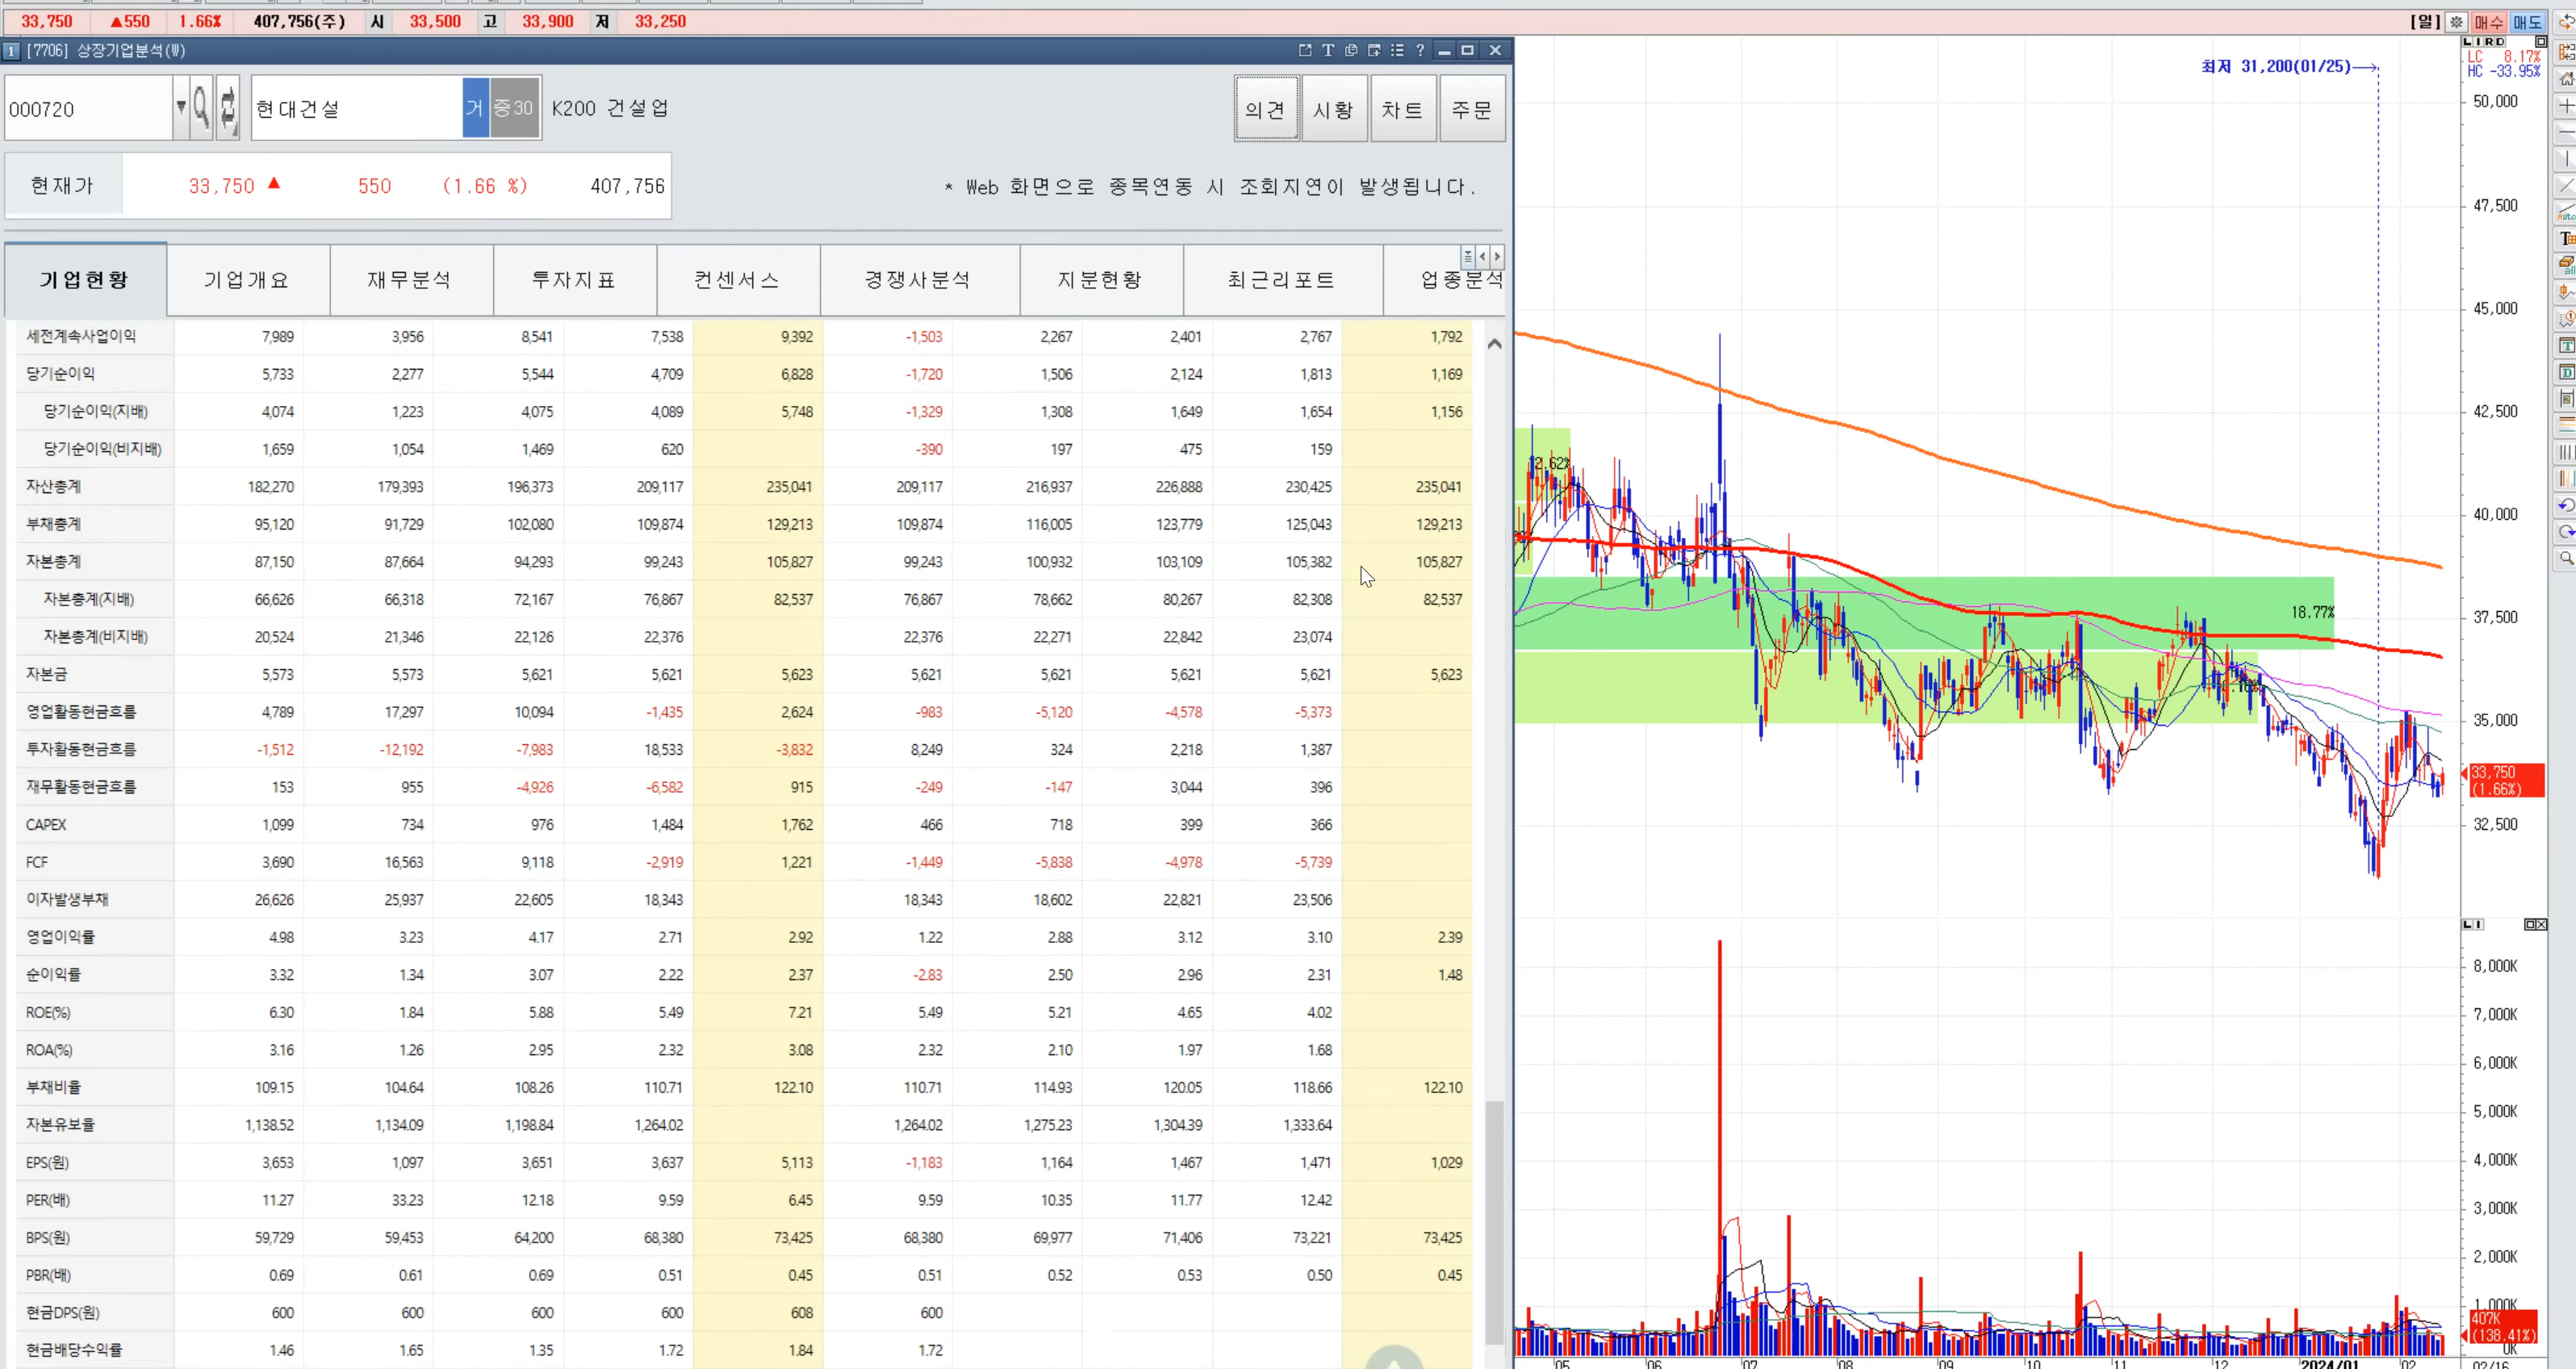 33,750 ▲550 1.66% 407,756(주) 시 33,500 고 33,900 저 33,250 [일] 매수 매도
1 [7706] 상장기업분석(W) T ?
000720 현대건설 거 증30 K200 건설업 의견 시황 차트 주문
현재가 33,750 ▲ 550 (1.66 %) 407,756 * Web 화면으로 종목연동 시 조회지연이 발생됩니다.
기업현황 기업개요 재무분석 투자지표 컨센서스 경쟁사분석 지분현황 최근리포트 업종분석
세전계속사업이익 7,989 3,956 8,541 7,538 9,392 -1,503 2,267 2,401 2,767 1,792
당기순이익 5,733 2,277 5,544 4,709 6,828 -1,720 1,506 2,124 1,813 1,169
당기순이익(지배) 4,074 1,223 4,075 4,089 5,748 -1,329 1,308 1,649 1,654 1,156
당기순이익(비지배) 1,659 1,054 1,469 620 -390 197 475 159
자산총계 182,270 179,393 196,373 209,117 235,041 209,117 216,937 226,888 230,425 235,041
부채총계 95,120 91,729 102,080 109,874 129,213 109,874 116,005 123,779 125,043 129,213
자본총계 87,150 87,664 94,293 99,243 105,827 99,243 100,932 103,109 105,382 105,827
자본총계(지배) 66,626 66,318 72,167 76,867 82,537 76,867 78,662 80,267 82,308 82,537
자본총계(비지배) 20,524 21,346 22,126 22,376 22,376 22,271 22,842 23,074
자본금 5,573 5,573 5,621 5,621 5,623 5,621 5,621 5,621 5,621 5,623
영업활동현금흐름 4,789 17,297 10,094 -1,435 2,624 -983 -5,120 -4,578 -5,373
투자활동현금흐름 -1,512 -12,192 -7,983 18,533 -3,832 8,249 324 2,218 1,387
재무활동현금흐름 153 955 -4,926 -6,582 915 -249 -147 3,044 396
CAPEX 1,099 734 976 1,484 1,762 466 718 399 366
FCF 3,690 16,563 9,118 -2,919 1,221 -1,449 -5,838 -4,978 -5,739
이자발생부채 26,626 25,937 22,605 18,343 18,343 18,602 22,821 23,506
영업이익률 4.98 3.23 4.17 2.71 2.92 1.22 2.88 3.12 3.10 2.39
순이익률 3.32 1.34 3.07 2.22 2.37 -2.83 2.50 2.96 2.31 1.48
ROE(%) 6.30 1.84 5.88 5.49 7.21 5.49 5.21 4.65 4.02
ROA(%) 3.16 1.26 2.95 2.32 3.08 2.32 2.10 1.97 1.68
부채비율 109.15 104.64 108.26 110.71 122.10 110.71 114.93 120.05 118.66 122.10
자본유보율 1,138.52 1,134.09 1,198.84 1,264.02 1,264.02 1,275.23 1,304.39 1,333.64
EPS(원) 3,653 1,097 3,651 3,637 5,113 -1,183 1,164 1,467 1,471 1,029
PER(배) 11.27 33.23 12.18 9.59 6.45 9.59 10.35 11.77 12.42
BPS(원) 59,729 59,453 64,200 68,380 73,425 68,380 69,977 71,406 73,221 73,425
PBR(배) 0.69 0.61 0.69 0.51 0.45 0.51 0.52 0.53 0.50 0.45
현금DPS(원) 600 600 600 600 608 600
현금배당수익률 1.46 1.65 1.35 1.72 1.84 1.72
L I R D
최저 31,200(01/25)→
LC 8.17%
HC -33.95%
50,000
47,500
45,000
42,500
40,000
37,500
35,000
33,750
(1.66%)
32,500
2.62%
18.77%
L I
8,000K
7,000K
6,000K
5,000K
4,000K
3,000K
2,000K
1,000K
407K
(138.41%)
0K
05 06 07 08 09 10 11 12 2024/01 02 02/16